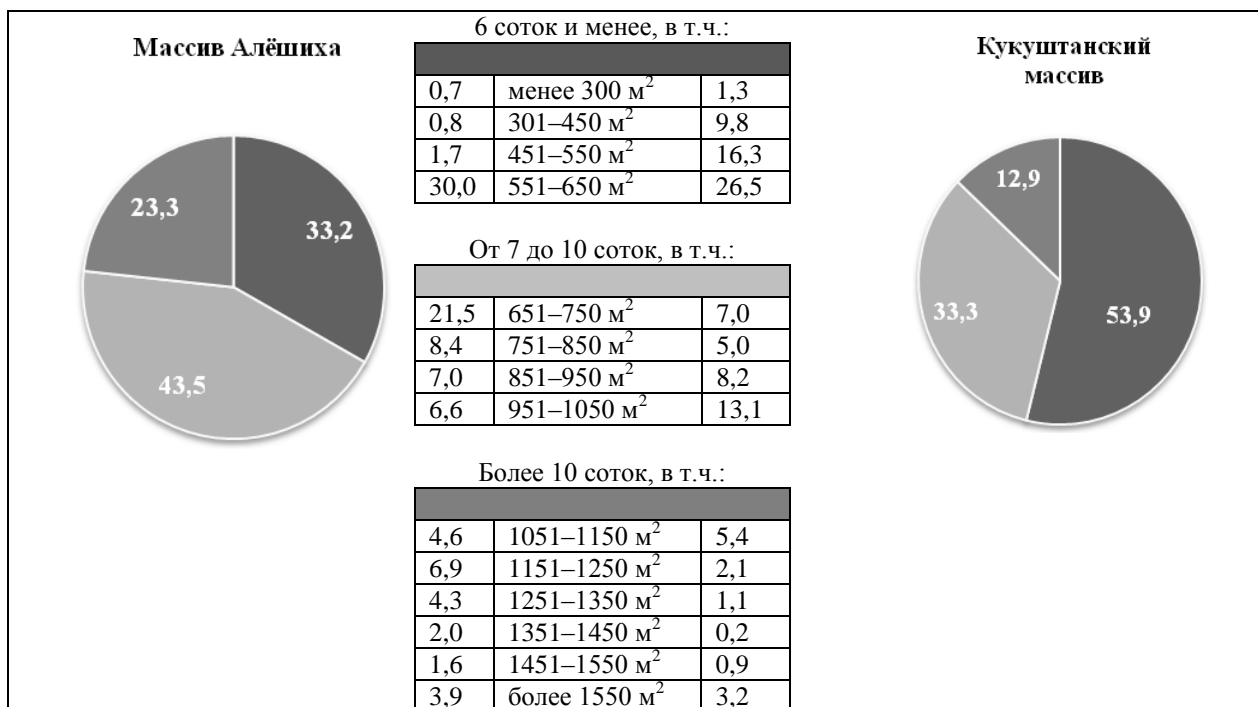 Массив Алёшиха
23,3
33,2
43,5
6 соток и менее, в т.ч.:
0,7 менее 300 м² 1,3
0,8 301–450 м² 9,8
1,7 451–550 м² 16,3
30,0 551–650 м² 26,5
От 7 до 10 соток, в т.ч.:
21,5 651–750 м² 7,0
8,4 751–850 м² 5,0
7,0 851–950 м² 8,2
6,6 951–1050 м² 13,1
Более 10 соток, в т.ч.:
4,6 1051–1150 м² 5,4
6,9 1151–1250 м² 2,1
4,3 1251–1350 м² 1,1
2,0 1351–1450 м² 0,2
1,6 1451–1550 м² 0,9
3,9 более 1550 м² 3,2
Кукуштанский
массив
12,9
33,3
53,9